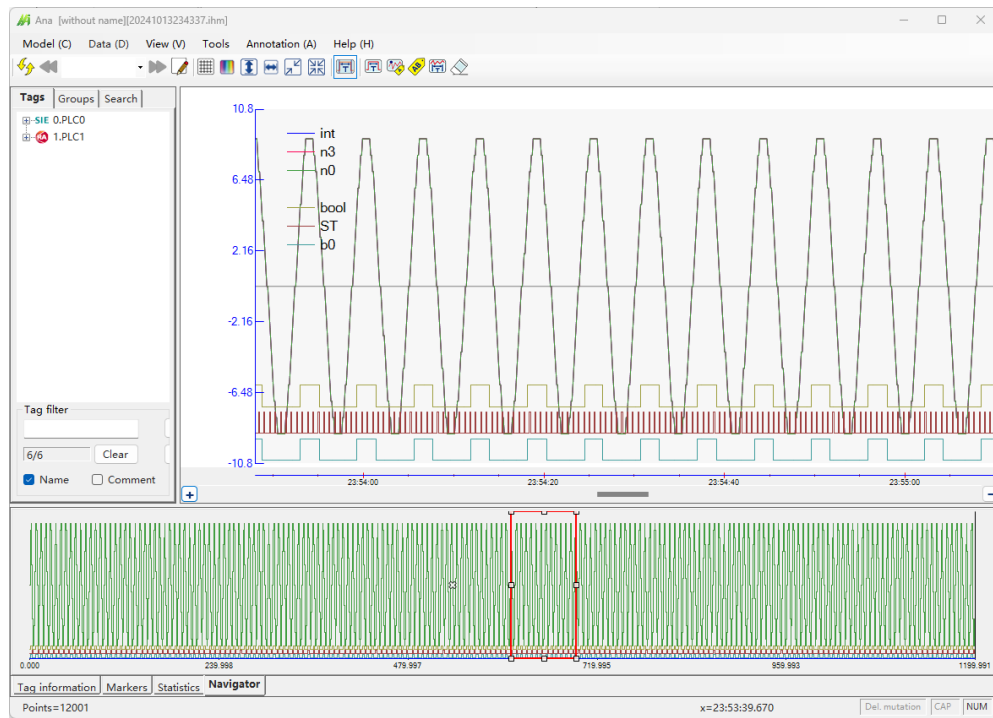 Ana [without name][20241013234337.ihm]
Model (C) Data (D) View (V) Tools Annotation (A) Help (H)
Tags Groups Search
SIE 0.PLC0
RA 1.PLC1
Tag filter
6/6 Clear
Name Comment
10.8
6.48
2.16
-2.16
-6.48
-10.8
int
n3
n0
bool
ST
b0
23:54:00 23:54:20 23:54:40 23:55:00
0.000 239.998 479.997 719.995 959.993 1199.991
Tag information Markers Statistics Navigator
Points=12001 x=23:53:39.670 Del. mutation CAP NUM